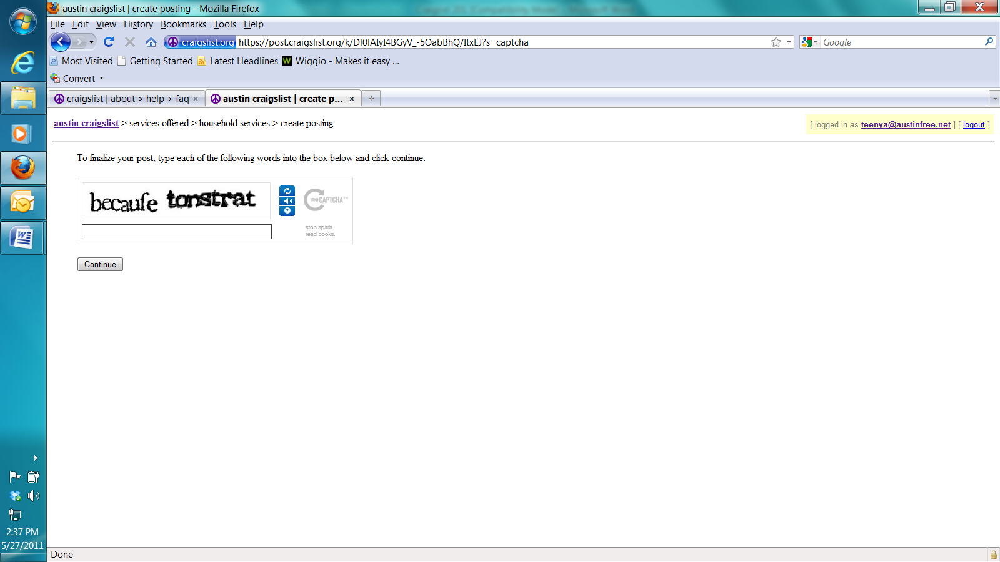 austin craigslist | create posting - Mozilla Firefox
File Edit View History Bookmarks Tools Help
craigslist.org https://post.craigslist.org/k/DI0IAIyI4BGyV_-5OabBhQ/ItxEJ?s=captcha Google
Most Visited Getting Started Latest Headlines W Wiggio - Makes it easy ...
Convert
craigslist | about > help > faq austin craigslist | create p...
austin craigslist > services offered > household services > create posting [ logged in as teenya@austinfree.net ] [ logout ]
To finalize your post, type each of the following words into the box below and click continue.
becauſe tonstrat
reCAPTCHA™
stop spam.
read books.
Continue
2:37 PM
5/27/2011
Done